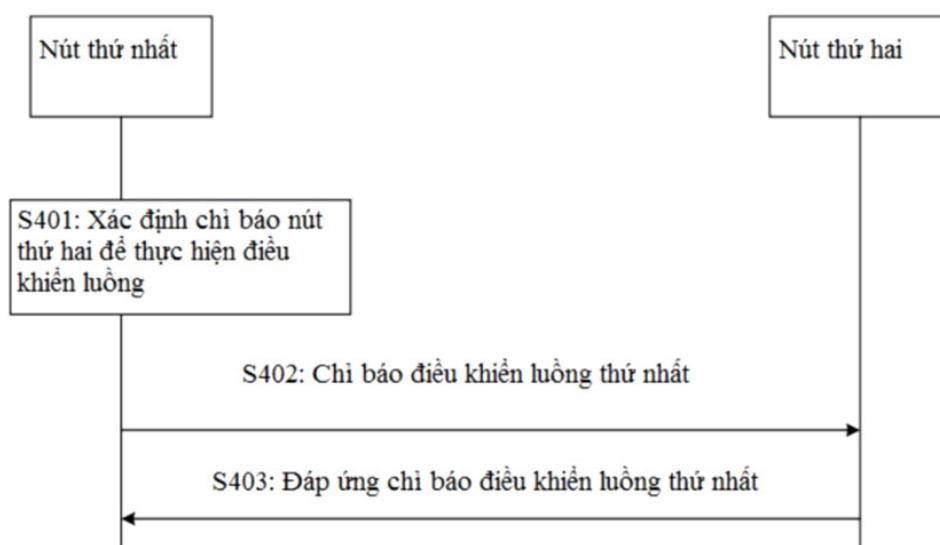 Nút thứ nhất
Nút thứ hai
S401: Xác định chỉ báo nút
thứ hai để thực hiện điều
khiển luồng
S402: Chỉ báo điều khiển luồng thứ nhất
S403: Đáp ứng chỉ báo điều khiển luồng thứ nhất